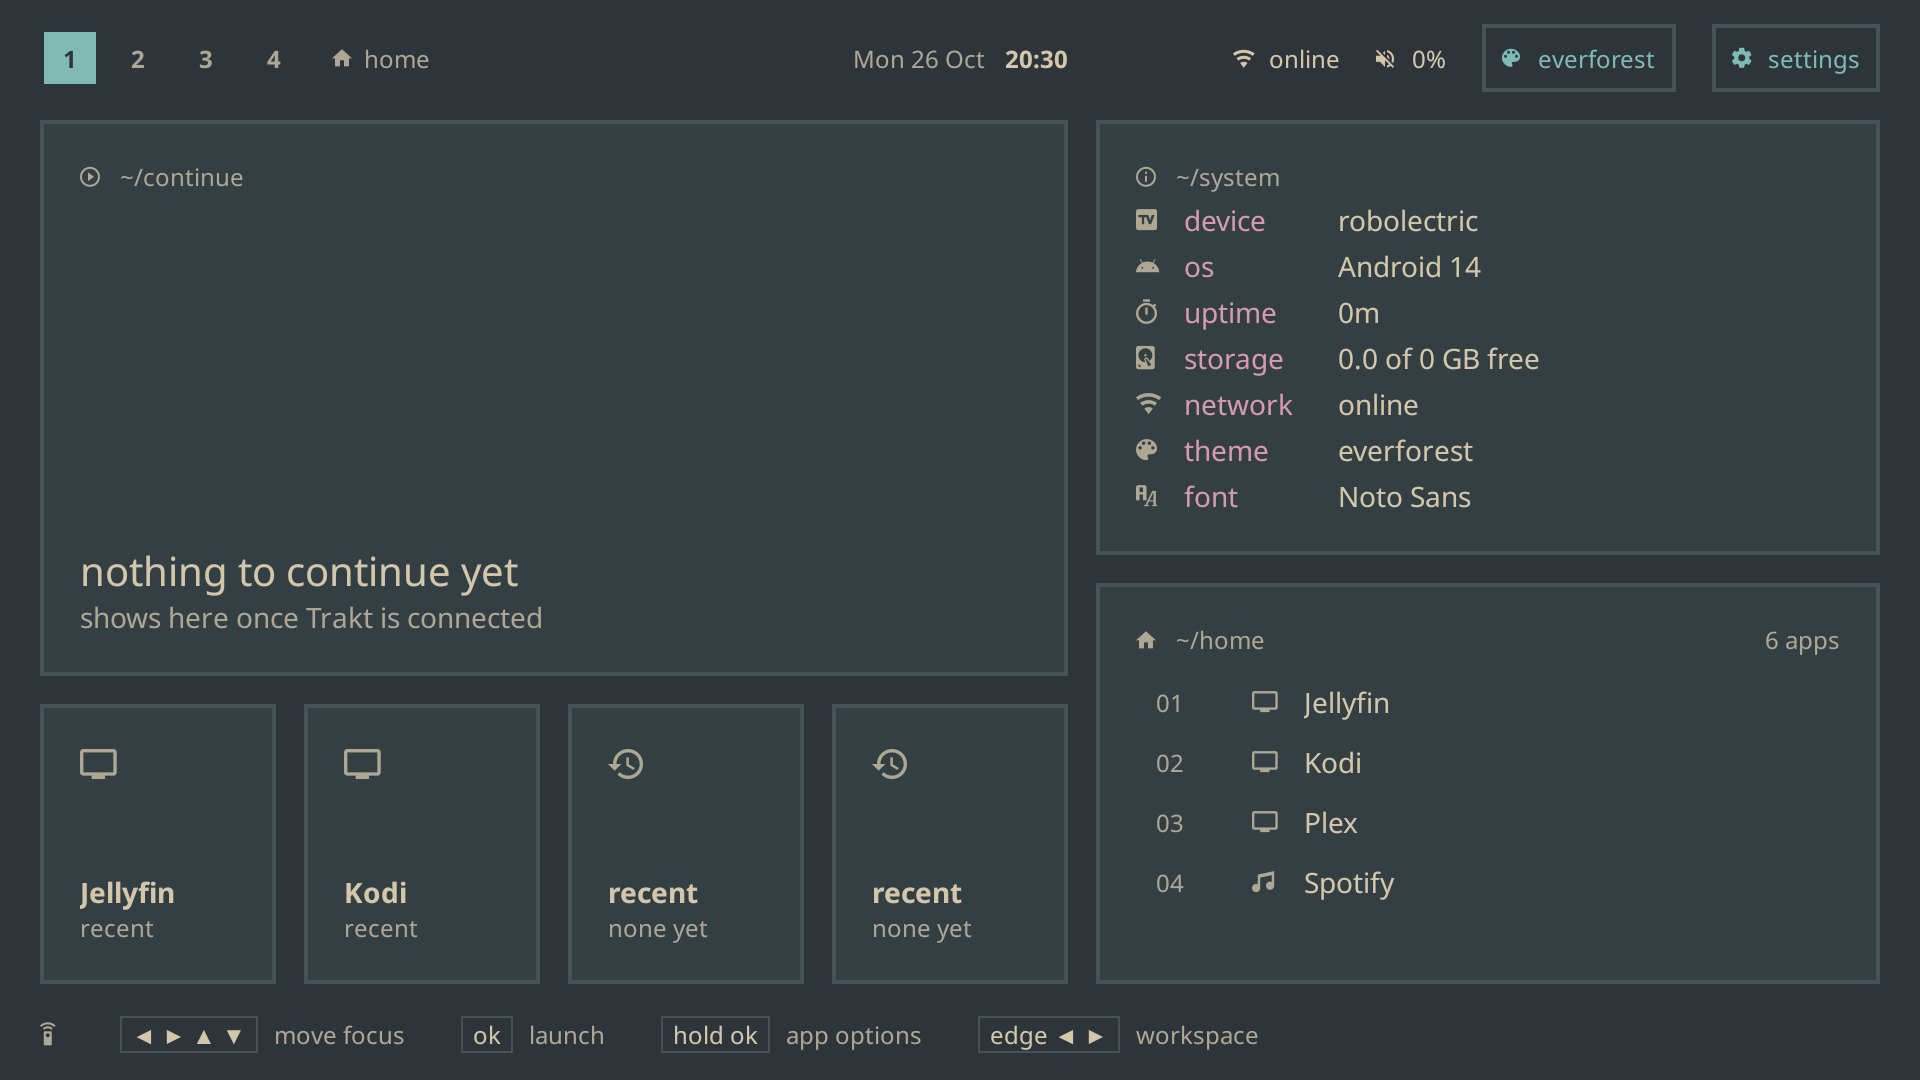 1 2 3 4 home Mon 26 Oct 20:30 online 0% everforest settings
~/continue
nothing to continue yet
shows here once Trakt is connected
~/system
device robolectric
os Android 14
uptime 0m
storage 0.0 of 0 GB free
network online
theme everforest
font Noto Sans
~/home 6 apps
01 Jellyfin
02 Kodi
03 Plex
04 Spotify
Jellyfin
recent
Kodi
recent
recent
none yet
recent
none yet
◀ ▶ ▲ ▼ move focus ok launch hold ok app options edge ◀ ▶ workspace